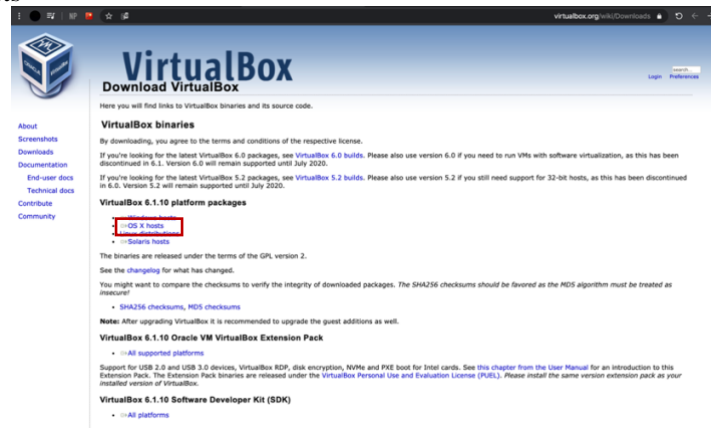 virtualbox.org/wiki/Downloads
VirtualBox
search...
Login Preferences
Download VirtualBox
Here you will find links to VirtualBox binaries and its source code.
VirtualBox binaries
By downloading, you agree to the terms and conditions of the respective license.
If you're looking for the latest VirtualBox 6.0 packages, see VirtualBox 6.0 builds. Please also use version 6.0 if you need to run VMs with software virtualization, as this has been
discontinued in 6.1. Version 6.0 will remain supported until July 2020.
If you're looking for the latest VirtualBox 5.2 packages, see VirtualBox 5.2 builds. Please also use version 5.2 if you still need support for 32-bit hosts, as this has been discontinued
in 6.0. Version 5.2 will remain supported until July 2020.
VirtualBox 6.1.10 platform packages
Windows hosts
OS X hosts
Linux distributions
Solaris hosts
The binaries are released under the terms of the GPL version 2.
See the changelog for what has changed.
You might want to compare the checksums to verify the integrity of downloaded packages. The SHA256 checksums should be favored as the MD5 algorithm must be treated as
insecure!
SHA256 checksums, MD5 checksums
Note: After upgrading VirtualBox it is recommended to upgrade the guest additions as well.
VirtualBox 6.1.10 Oracle VM VirtualBox Extension Pack
All supported platforms
Support for USB 2.0 and USB 3.0 devices, VirtualBox RDP, disk encryption, NVMe and PXE boot for Intel cards. See this chapter from the User Manual for an introduction to this
Extension Pack. The Extension Pack binaries are released under the VirtualBox Personal Use and Evaluation License (PUEL). Please install the same version extension pack as your
installed version of VirtualBox.
VirtualBox 6.1.10 Software Developer Kit (SDK)
All platforms
About
Screenshots
Downloads
Documentation
End-user docs
Technical docs
Contribute
Community